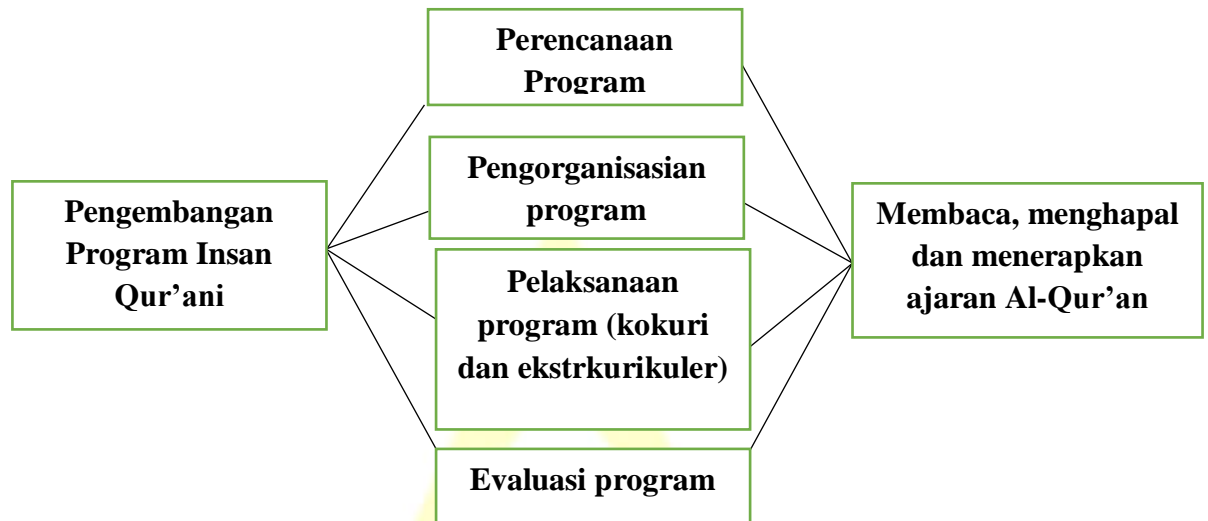 Perencanaan
Program
Pengorganisasian
program
Pengembangan
Program Insan
Qur'ani
Pelaksanaan
program (kokuri
dan ekstrkurikuler)
Evaluasi program
Membaca, menghapal
dan menerapkan
ajaran Al-Qur'an